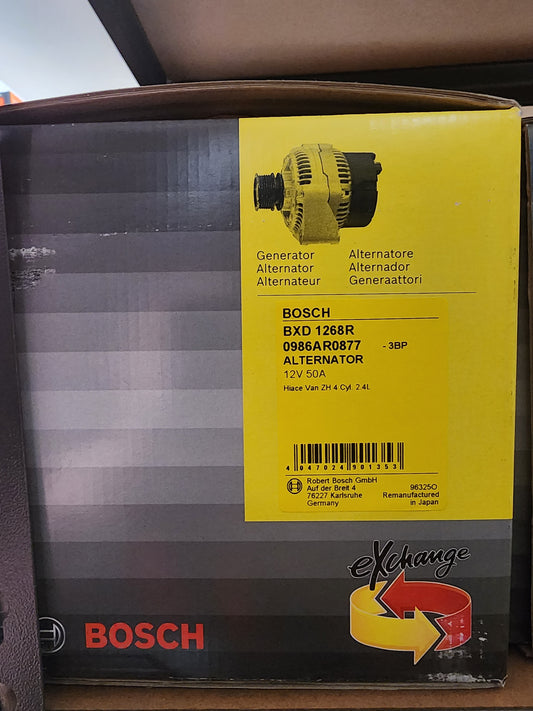 Generator Alternatore
Alternator Alternador
Alternateur Generaattori
BOSCH
BXD 1268R
0986AR0877 - 3BP
ALTERNATOR
12V 50A
Hiace Van ZH 4 Cyl. 2.4L
4 047024 901353
Robert Bosch GmbH
Auf der Breit 4 96325O
76227 Karlsruhe Remanufactured
Germany in Japan
eXchange
BOSCH